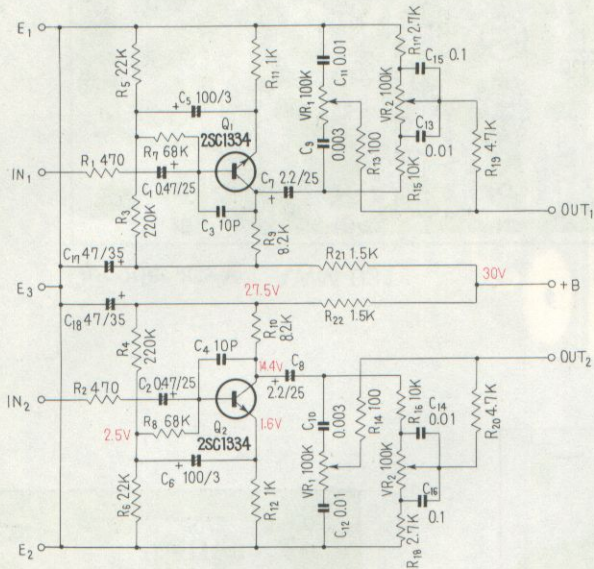 E1
R5 22K
R11 1K
C11 0.01
R17 2.7K
C15 0.1
C5 100/3
+
VR1 100K
VR2 100K
Q1
2SC1334
R7 68K
C9 0.003
R13 100
C13 0.01
R19 4.7K
IN1
R1 470
C1 0.47/25
+
C7 2.2/25
+
R15 10K
R3 220K
C3 10P
R9 8.2K
OUT1
C17 47/35
+
R21 1.5K
30V
E3
+B
C18 47/35
+
27.5V
R22 1.5K
R4 220K
R10 8.2K
C4 10P
14.4V
C8
+
2.2/25
OUT2
IN2
R2 470
C2 0.47/25
+
R8 68K
Q2
2SC1334
1.6V
2.5V
C10 0.003
R14 100
R16 10K
C14 0.01
R20 4.7K
+
C6 100/3
VR1 100K
VR2 100K
R6 22K
R12 1K
C12 0.01
C16 0.1
R18 2.7K
E2